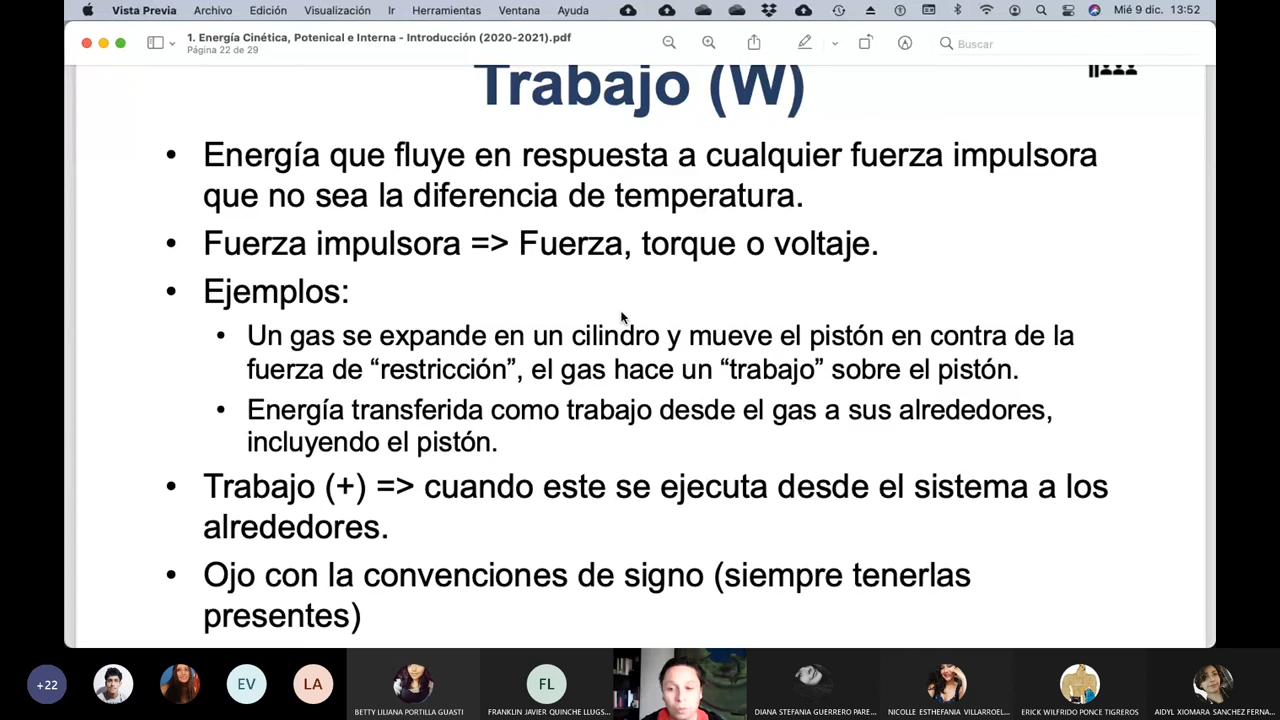 Vista Previa Archivo Edición Visualización Ir Herramientas Ventana Ayuda Mié 9 dic. 13:52
1. Energía Cinética, Potenical e Interna - Introducción (2020-2021).pdf
Página 22 de 29
Buscar
Trabajo (W)
• Energía que fluye en respuesta a cualquier fuerza impulsora
que no sea la diferencia de temperatura.
• Fuerza impulsora => Fuerza, torque o voltaje.
• Ejemplos:
• Un gas se expande en un cilindro y mueve el pistón en contra de la
fuerza de “restricción”, el gas hace un “trabajo” sobre el pistón.
• Energía transferida como trabajo desde el gas a sus alrededores,
incluyendo el pistón.
• Trabajo (+) => cuando este se ejecuta desde el sistema a los
alrededores.
• Ojo con la convenciones de signo (siempre tenerlas
presentes)
+22 EV LA FL
BETTY LILIANA PORTILLA GUASTI FRANKLIN JAVIER QUINCHE LLUGS... DIANA STEFANIA GUERRERO PARE... NICOLLE ESTHEFANIA VILLARROEL... ERICK WILFRIDO PONCE TIGREROS AIDYL XIOMARA SANCHEZ FERNA...